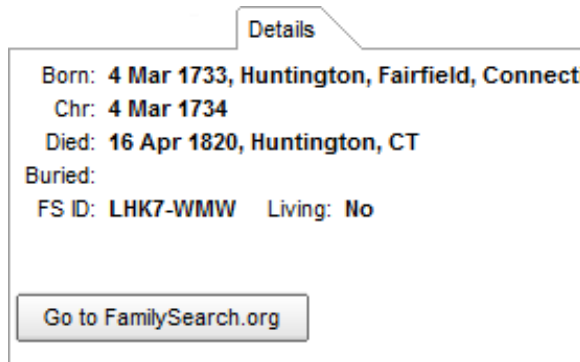 Details
Born: 4 Mar 1733, Huntington, Fairfield, Connect
Chr: 4 Mar 1734
Died: 16 Apr 1820, Huntington, CT
Buried:
FS ID: LHK7-WMW Living: No
Go to FamilySearch.org